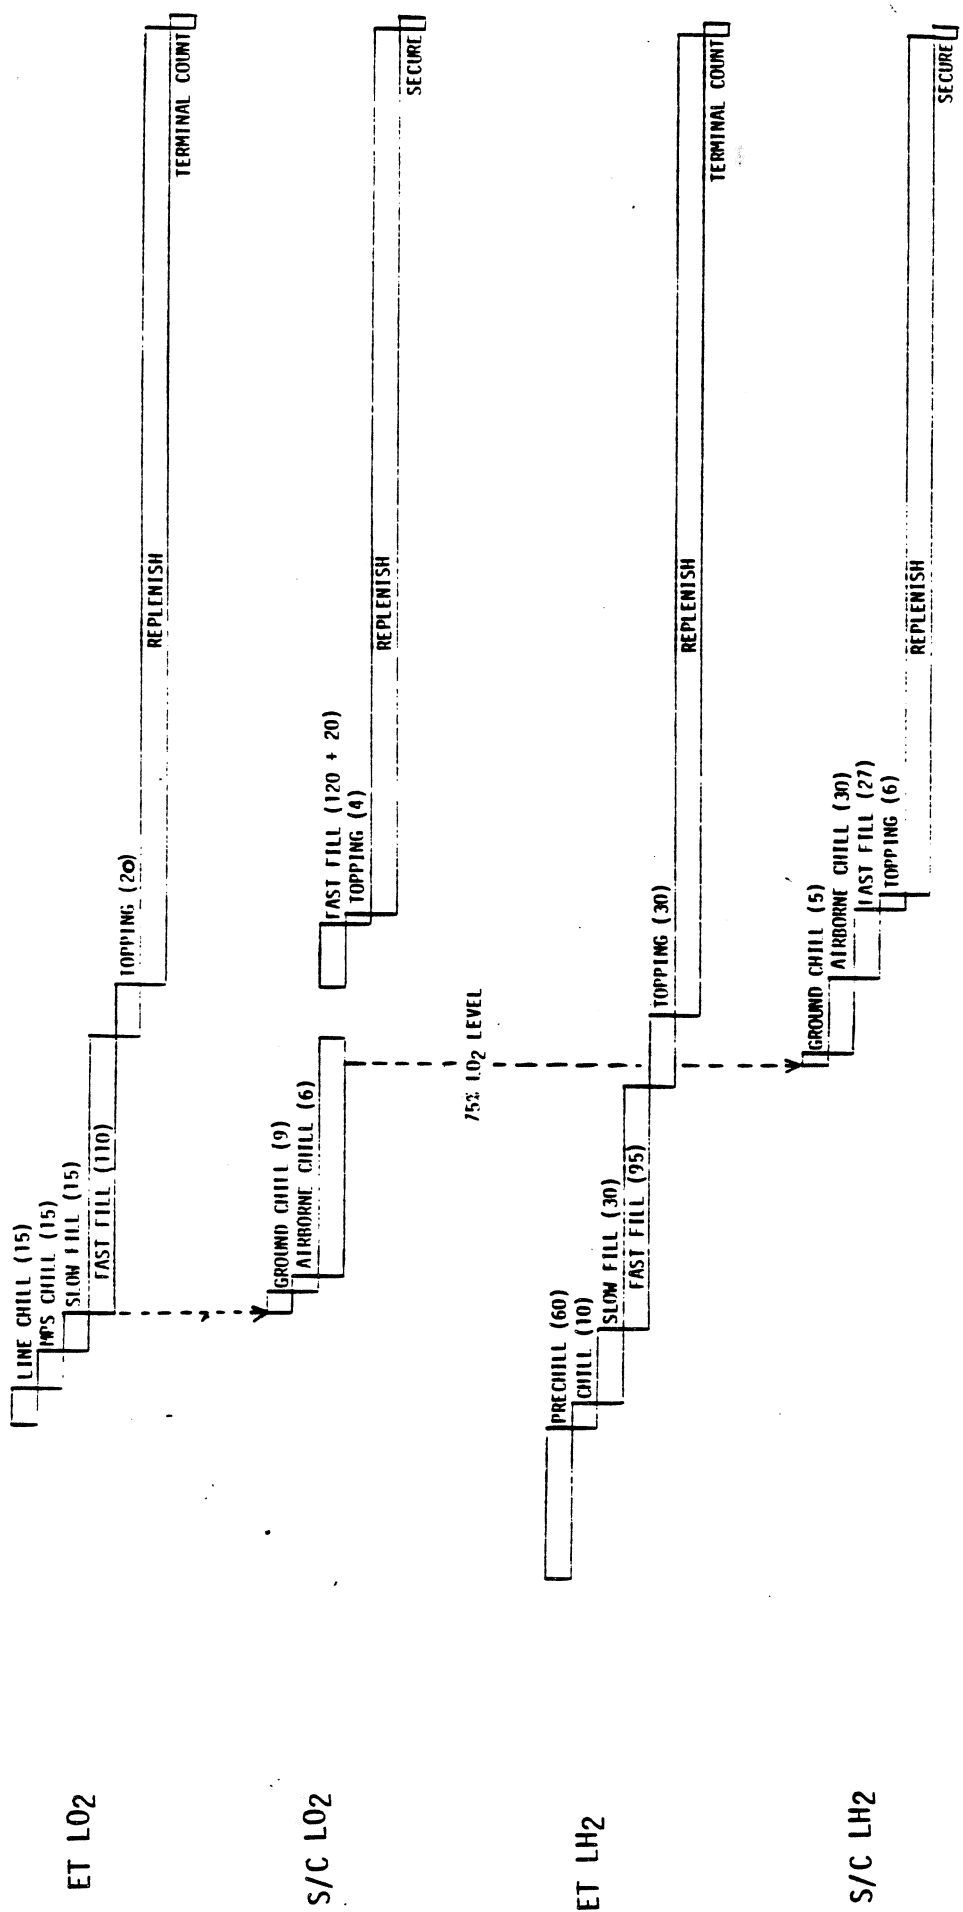 ET LO2
LINE CHILL (15)
MPS CHILL (15)
SLOW FILL (15)
FAST FILL (110)
TOPPING (20)
REPLENISH
TERMINAL COUNT
S/C LO2
GROUND CHILL (9)
AIRBORNE CHILL (6)
FAST FILL (120 + 20)
TOPPING (4)
REPLENISH
SECURE
75% LO2 LEVEL
ET LH2
PRECHILL (60)
CHILL (10)
SLOW FILL (30)
FAST FILL (95)
TOPPING (30)
REPLENISH
TERMINAL COUNT
S/C LH2
GROUND CHILL (5)
AIRBORNE CHILL (30)
FAST FILL (27)
TOPPING (6)
REPLENISH
SECURE